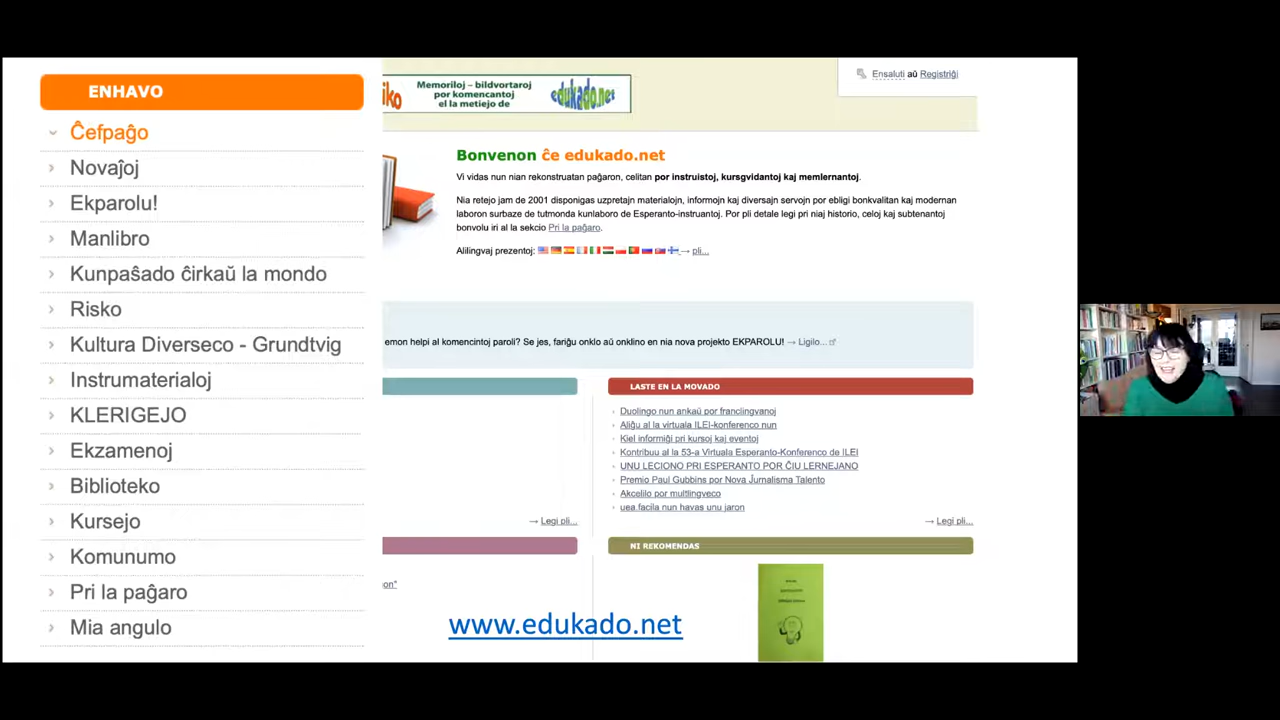 ENHAVO
Ĉefpaĝo
Novaĵoj
Ekparolu!
Manlibro
Kunpaŝado ĉirkaŭ la mondo
Risko
Kultura Diverseco - Grundtvig
Instrumaterialoj
KLERIGEJO
Ekzamenoj
Biblioteko
Kursejo
Komunumo
Pri la paĝaro
Mia angulo
iko
Memoriloj – bildvortaroj
por komencantoj
el la metiejo de
edukado.net
Ensaluti aŭ Registriĝi
Bonvenon ĉe edukado.net
Vi vidas nun nian rekonstruatan paĝaron, celitan por instruistoj, kursgvidantoj kaj memlernantoj.
Nia retejo jam de 2001 disponigas uzpretajn materialojn, informojn kaj diversajn servojn por ebligi bonkvalitan kaj modernan
laboron surbaze de tutmonda kunlaboro de Esperanto-instruantoj. Por pli detale legi pri niaj historio, celoj kaj subtenantoj
bonvolu iri al la sekcio Pri la paĝaro.
Alilingvaj prezentoj: → pli...
emon helpi al komencintoj paroli? Se jes, fariĝu onklo aŭ onklino en nia nova projekto EKPAROLU! → Ligilo...
LASTE EN LA MOVADO
Duolingo nun ankaŭ por franclingvanoj
Aliĝu al la virtuala ILEI-konferenco nun
Kiel informiĝi pri kursoj kaj eventoj
Kontribuu al la 53-a Virtuala Esperanto-Konferenco de ILEI
UNU LECIONO PRI ESPERANTO POR ĈIU LERNEJANO
Premio Paul Gubbins por Nova Ĵurnalisma Talento
Akcelilo por multlingveco
uea.facila nun havas unu jaron
→ Legi pli...
→ Legi pli...
NI REKOMENDAS
on"
www.edukado.net